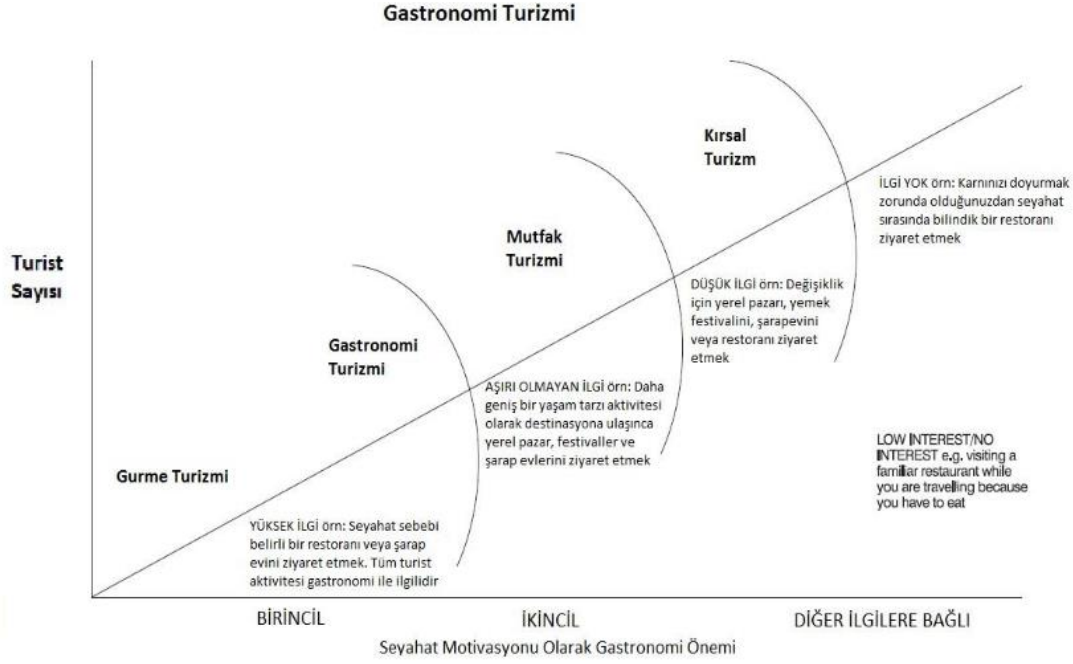 Gastronomi Turizmi
Kırsal
Turizm
İLGİ YOK örn: Karnınızı doyurmak
zorunda olduğunuzdan seyahat
sırasında bilindik bir restoranı
ziyaret etmek
Mutfak
Turizmi
Turist
Sayısı
DÜŞÜK İLGİ örn: Değişiklik
için yerel pazarı, yemek
festivalini, şarapevini
veya restoranı ziyaret
etmek
Gastronomi
Turizmi
AŞIRI OLMAYAN İLGİ örn: Daha
geniş bir yaşam tarzı aktivitesi
olarak destinasyona ulaşınca
yerel pazar, festivaller ve
şarap evlerini ziyaret etmek
LOW INTEREST/NO
INTEREST e.g. visiting a
familiar restaurant while
you are travelling because
you have to eat
Gurme Turizmi
YÜKSEK İLGİ örn: Seyahat sebebi
belirli bir restoranı veya şarap
evini ziyaret etmek. Tüm turist
aktivitesi gastronomi ile ilgilidir
BİRİNCİL
İKİNCİL
DİĞER İLGİLERE BAĞLI
Seyahat Motivasyonu Olarak Gastronomi Önemi